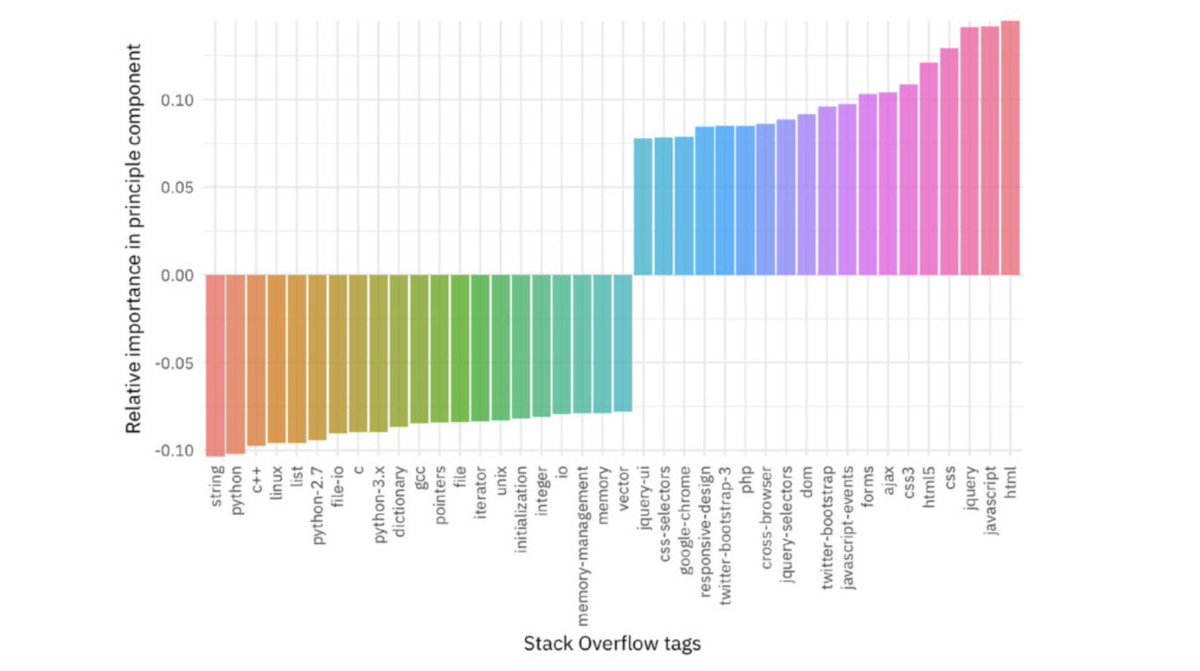 Relative importance in principle component
0.10
0.05
0.00
-0.05
-0.10
string
python
c++
linux
list
python-2.7
file-io
c
python-3.x
dictionary
gcc
pointers
file
iterator
unix
initialization
integer
io
memory-management
memory
vector
jquery-ui
css-selectors
google-chrome
responsive-design
twitter-bootstrap-3
php
cross-browser
jquery-selectors
dom
twitter-bootstrap
javascript-events
forms
ajax
css3
html5
css
jquery
javascript
html
Stack Overflow tags